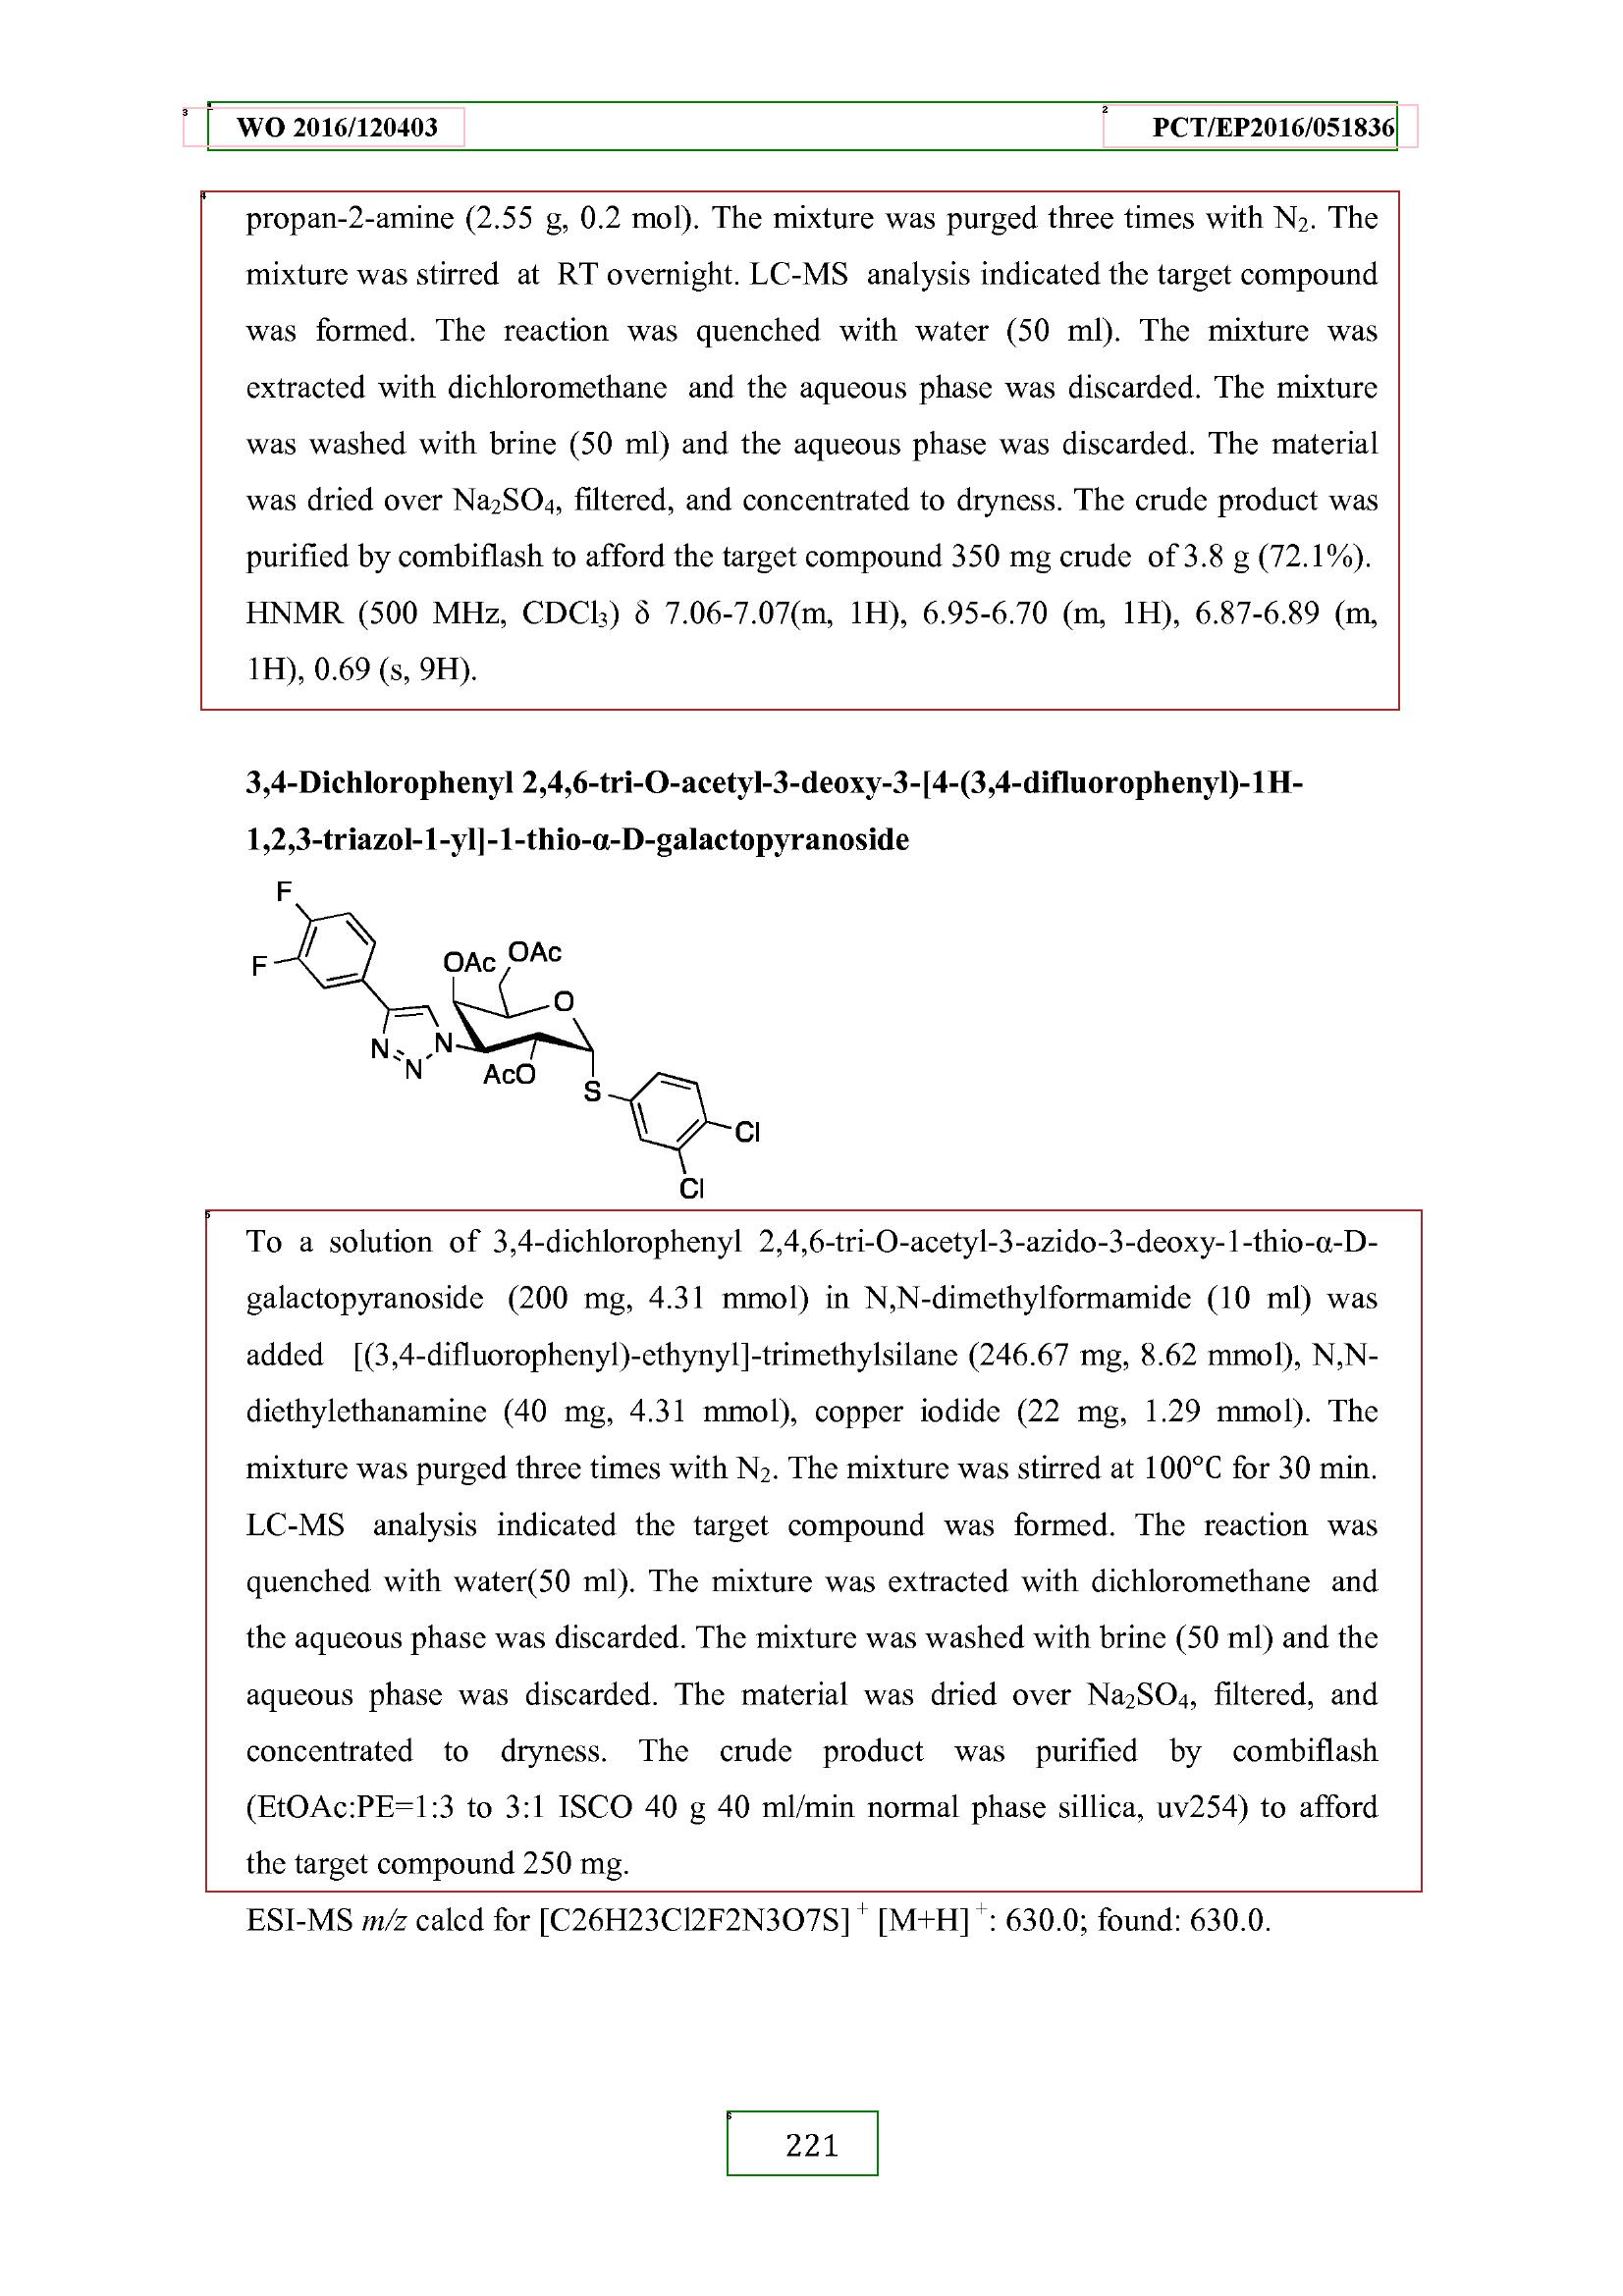 WO 2016/120403 PCT/EP2016/051836
propan-2-amine (2.55 g, 0.2 mol). The mixture was purged three times with N₂. The
mixture was stirred at RT overnight. LC-MS analysis indicated the target compound
was formed. The reaction was quenched with water (50 ml). The mixture was
extracted with dichloromethane and the aqueous phase was discarded. The mixture
was washed with brine (50 ml) and the aqueous phase was discarded. The material
was dried over Na₂SO₄, filtered, and concentrated to dryness. The crude product was
purified by combiflash to afford the target compound 350 mg crude of 3.8 g (72.1%).
HNMR (500 MHz, CDCl₃) δ 7.06-7.07(m, 1H), 6.95-6.70 (m, 1H), 6.87-6.89 (m,
1H), 0.69 (s, 9H).
3,4-Dichlorophenyl 2,4,6-tri-O-acetyl-3-deoxy-3-[4-(3,4-difluorophenyl)-1H-
1,2,3-triazol-1-yl]-1-thio-α-D-galactopyranoside
F
F
OAc OAc
O
N N N
AcO
S
Cl
Cl
To a solution of 3,4-dichlorophenyl 2,4,6-tri-O-acetyl-3-azido-3-deoxy-1-thio-α-D-
galactopyranoside (200 mg, 4.31 mmol) in N,N-dimethylformamide (10 ml) was
added [(3,4-difluorophenyl)-ethynyl]-trimethylsilane (246.67 mg, 8.62 mmol), N,N-
diethylethanamine (40 mg, 4.31 mmol), copper iodide (22 mg, 1.29 mmol). The
mixture was purged three times with N₂. The mixture was stirred at 100°C for 30 min.
LC-MS analysis indicated the target compound was formed. The reaction was
quenched with water(50 ml). The mixture was extracted with dichloromethane and
the aqueous phase was discarded. The mixture was washed with brine (50 ml) and the
aqueous phase was discarded. The material was dried over Na₂SO₄, filtered, and
concentrated to dryness. The crude product was purified by combiflash
(EtOAc:PE=1:3 to 3:1 ISCO 40 g 40 ml/min normal phase sillica, uv254) to afford
the target compound 250 mg.
ESI-MS m/z calcd for [C26H23Cl2F2N3O7S]⁺ [M+H]⁺: 630.0; found: 630.0.
221